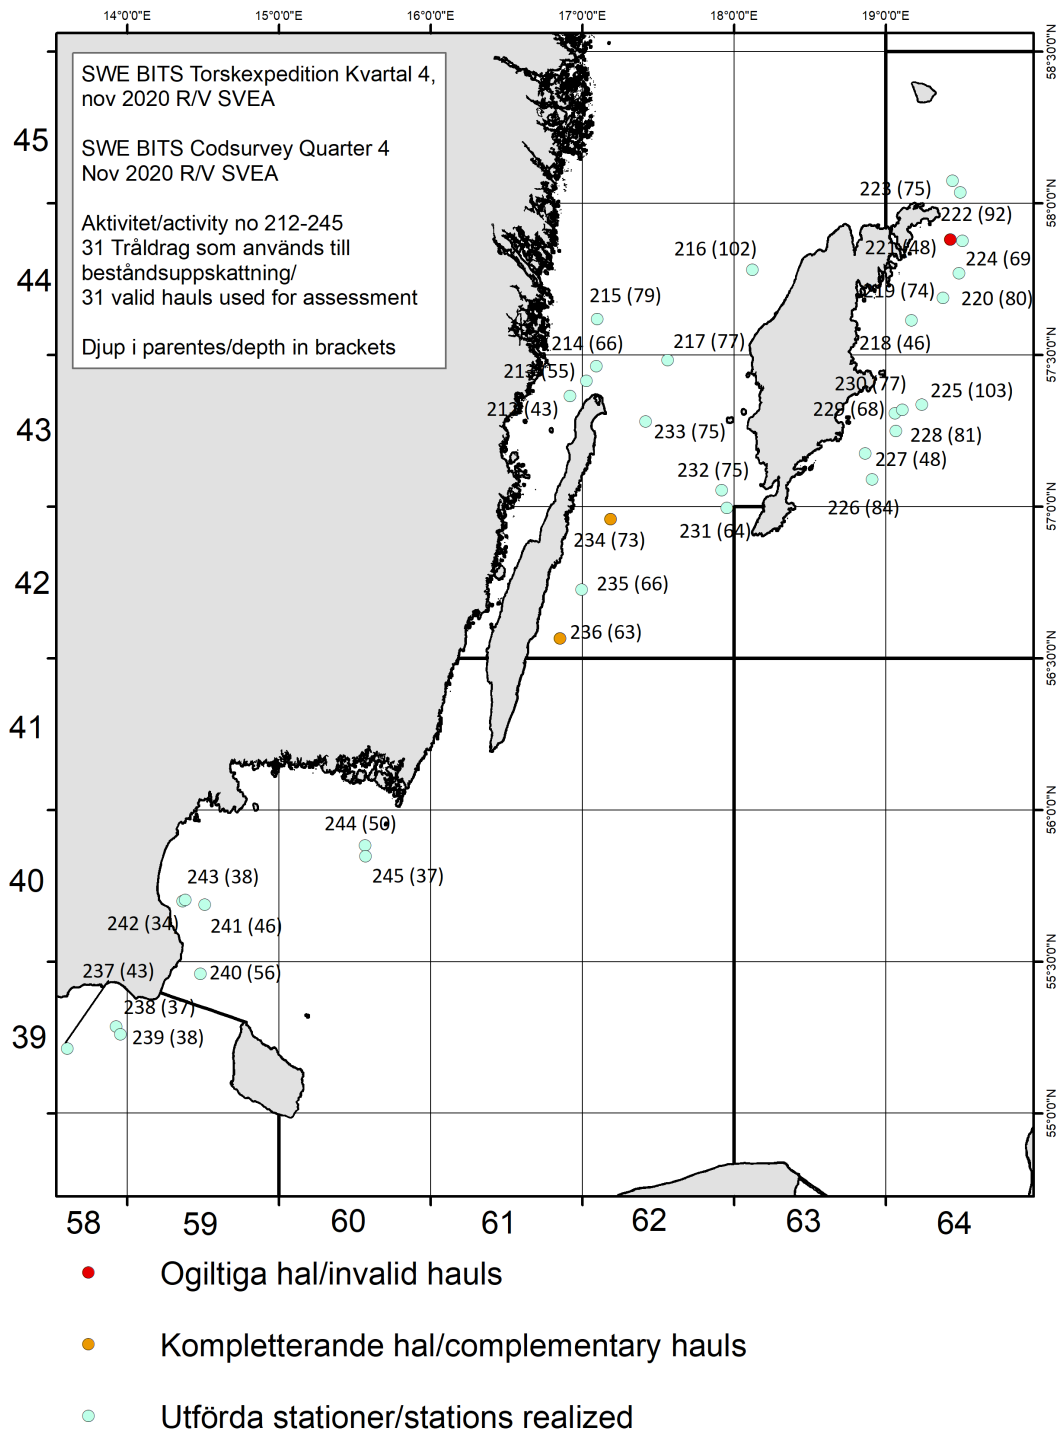 14°0'0"E 15°0'0"E 16°0'0"E 17°0'0"E 18°0'0"E 19°0'0"E
SWE BITS Torskexpedition Kvartal 4,
nov 2020 R/V SVEA
SWE BITS Codsurvey Quarter 4
Nov 2020 R/V SVEA
Aktivitet/activity no 212-245
31 Tråldrag som används till
beståndsuppskattning/
31 valid hauls used for assessment
Djup i parentes/depth in brackets
58°30'0"N
58°0'0"N
57°30'0"N
57°0'0"N
56°30'0"N
56°0'0"N
55°30'0"N
55°0'0"N
45
44
43
42
41
40
39
223 (75)
222 (92)
221 (48)
216 (102)
224 (69
219 (74)
220 (80)
215 (79)
214 (66)
217 (77)
218 (46)
213 (55)
230 (77)
225 (103)
212 (43)
229 (68)
233 (75)
228 (81)
227 (48)
232 (75)
226 (84)
231 (64)
234 (73)
235 (66)
236 (63)
244 (50)
245 (37)
243 (38)
242 (34)
241 (46)
237 (43)
240 (56)
238 (37)
239 (38)
58 59 60 61 62 63 64
Ogiltiga hal/invalid hauls
Kompletterande hal/complementary hauls
Utförda stationer/stations realized